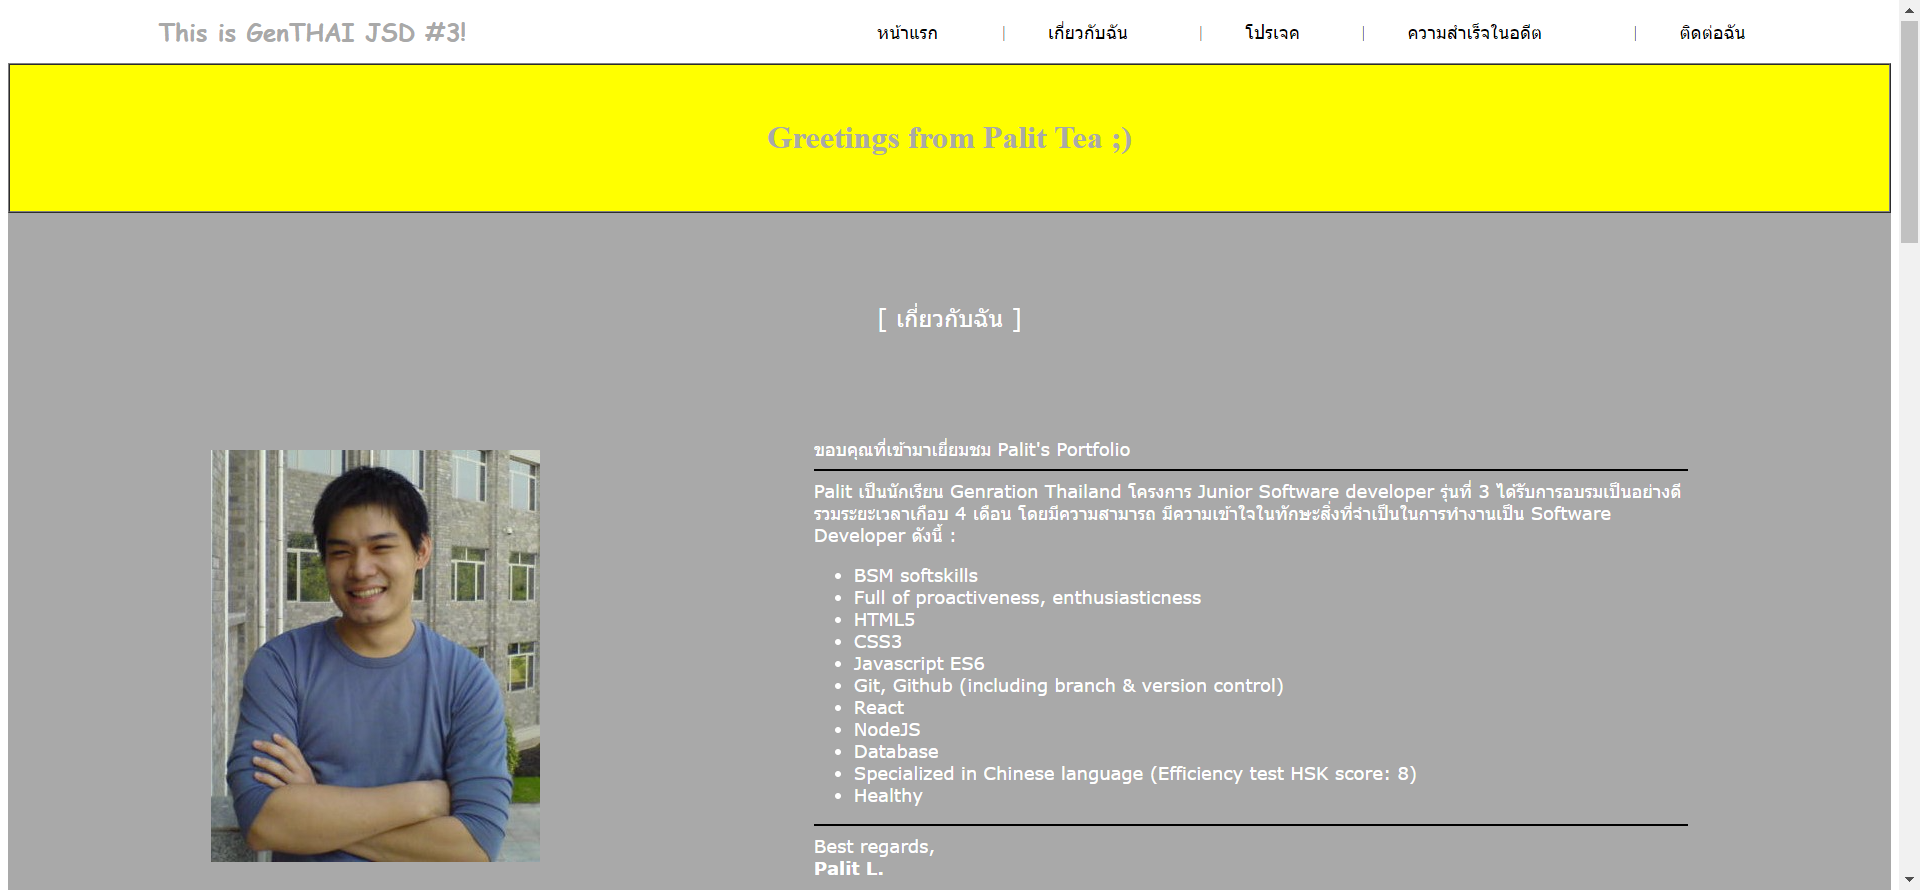 This is GenTHAI JSD #3!
หน้าแรก | เกี่ยวกับฉัน | โปรเจค | ความสำเร็จในอดีต | ติดต่อฉัน
Greetings from Palit Tea ;)
[ เกี่ยวกับฉัน ]
ขอบคุณที่เข้ามาเยี่ยมชม Palit's Portfolio
Palit เป็นนักเรียน Genration Thailand โครงการ Junior Software developer รุ่นที่ 3 ได้รับการอบรมเป็นอย่างดี
รวมระยะเวลาเกือบ 4 เดือน โดยมีความสามารถ มีความเข้าใจในทักษะสิ่งที่จำเป็นในการทำงานเป็น Software
Developer ดังนี้ :
• BSM softskills
• Full of proactiveness, enthusiasticness
• HTML5
• CSS3
• Javascript ES6
• Git, Github (including branch & version control)
• React
• NodeJS
• Database
• Specialized in Chinese language (Efficiency test HSK score: 8)
• Healthy
Best regards,
Palit L.